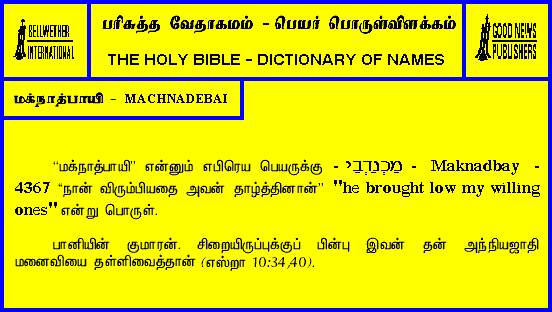 BELLWETHER
INTERNATIONAL
பரிசுத்த வேதாகமம் - பெயர் பொருள்விளக்கம்
THE HOLY BIBLE - DICTIONARY OF NAMES
GOOD NEWS
PUBLISHERS
மக்நாத்பாயி - MACHNADEBAI
“மக்நாத்பாயி” என்னும் எபிரெய பெயருக்கு - מַכְנַדְבַי - Maknadbay -
4367 “நான் விரும்பியதை அவன் தாழ்த்தினான்” "he brought low my willing
ones" என்று பொருள்.
பானியின் குமாரன். சிறையிருப்புக்குப் பின்பு இவன் தன் அந்நியஜாதி
மனைவியை தள்ளிவைத்தான் (எஸ்றா 10:34,40).